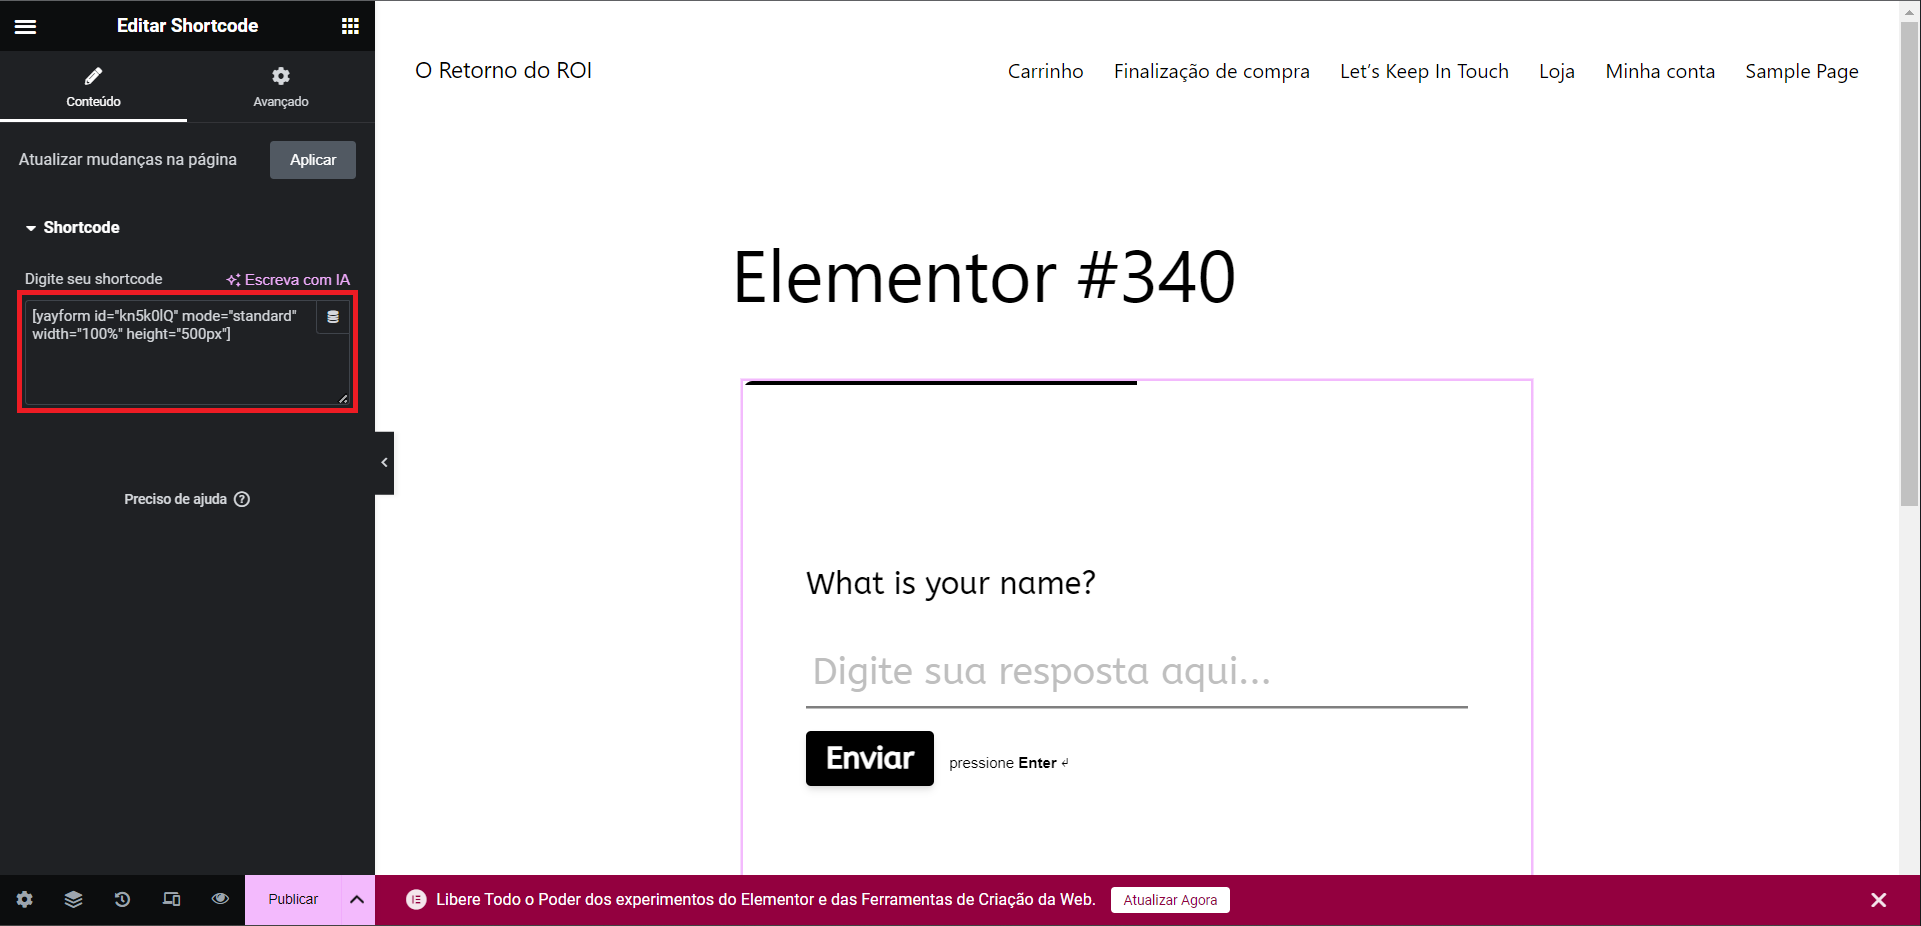 Editar Shortcode
Conteúdo
Avançado
Atualizar mudanças na página
Aplicar
Shortcode
Digite seu shortcode
Escreva com IA
[yayform id="kn5k0lQ" mode="standard"
width="100%" height="500px"]
Preciso de ajuda ?
Publicar
O Retorno do ROI
Carrinho
Finalização de compra
Let’s Keep In Touch
Loja
Minha conta
Sample Page
Elementor #340
What is your name?
Digite sua resposta aqui...
Enviar
pressione Enter ↲
Libere Todo o Poder dos experimentos do Elementor e das Ferramentas de Criação da Web.
Atualizar Agora